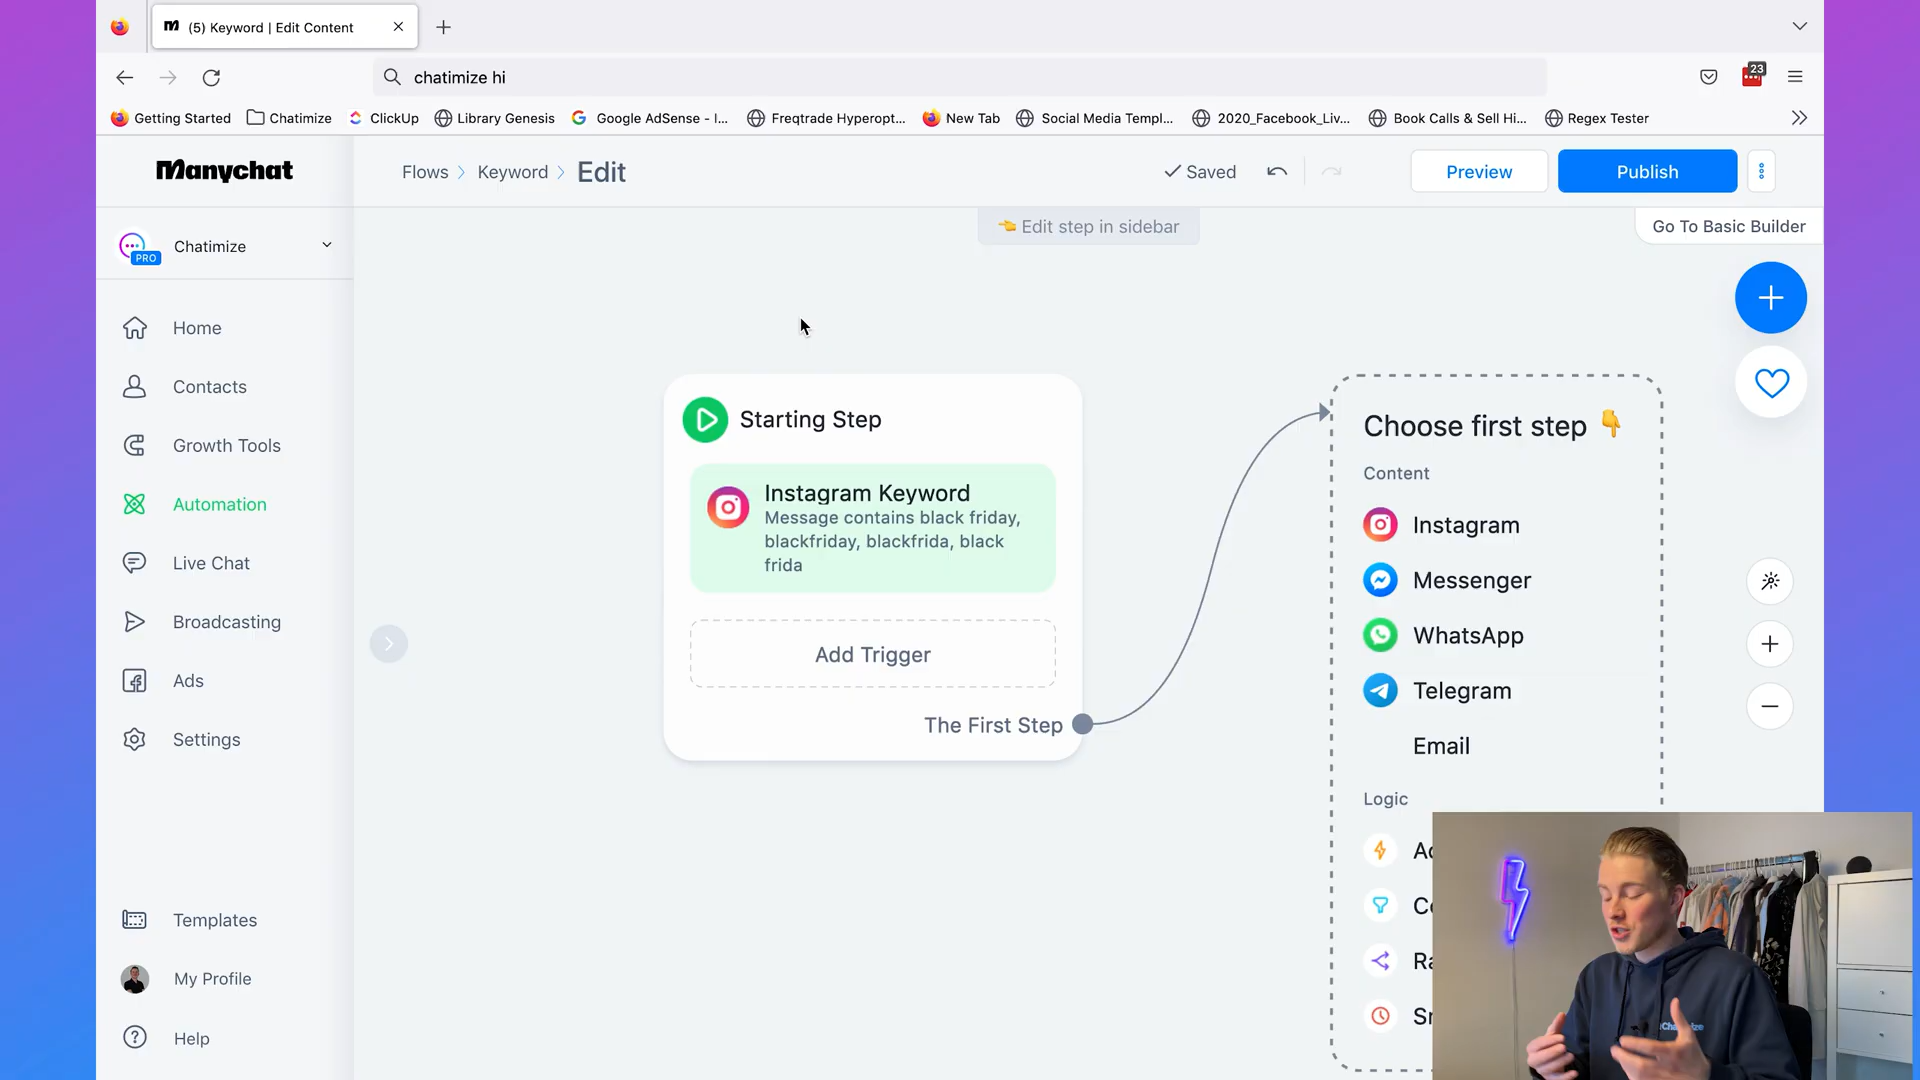 (5) Keyword | Edit Content
chatimize hi
23
Getting Started
Chatimize
ClickUp
Library Genesis
Google AdSense - I...
Freqtrade Hyperopt...
New Tab
Social Media Templ...
2020_Facebook_Liv...
Book Calls & Sell Hi...
Regex Tester
Manychat
Flows
Keyword
Edit
Saved
Preview
Publish
Edit step in sidebar
Go To Basic Builder
PRO
Chatimize
Home
Contacts
Growth Tools
Automation
Live Chat
Broadcasting
Ads
Settings
Templates
My Profile
Help
Starting Step
Instagram Keyword
Message contains black friday,
blackfriday, blackfrida, black
frida
Add Trigger
The First Step
Choose first step
Content
Instagram
Messenger
WhatsApp
Telegram
Email
Logic